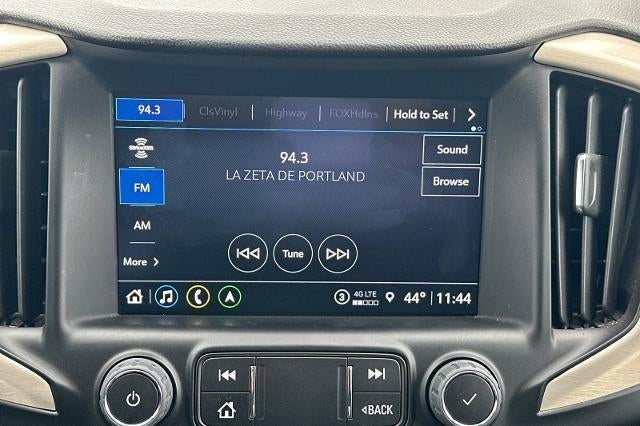 94.3 ClsVinyl Highway FOXHdlns Hold to Set
SIRIUSXM
94.3
LA ZETA DE PORTLAND
Sound
Browse
FM
AM
More
Tune
3 4G LTE 44° 11:44
BACK